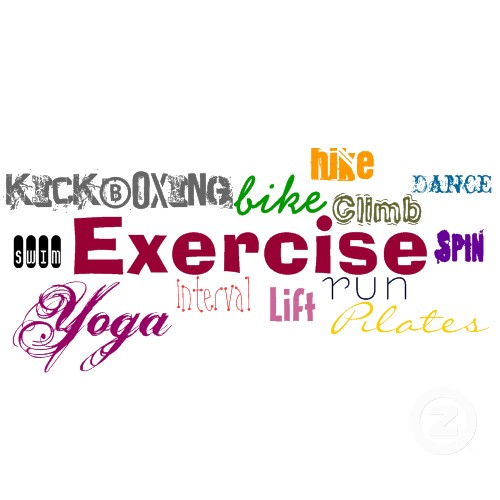 hike
KICKBOXING bike Climb DANCE
SWIM Exercise SPIN
Yoga interval Lift run Pilates
Z